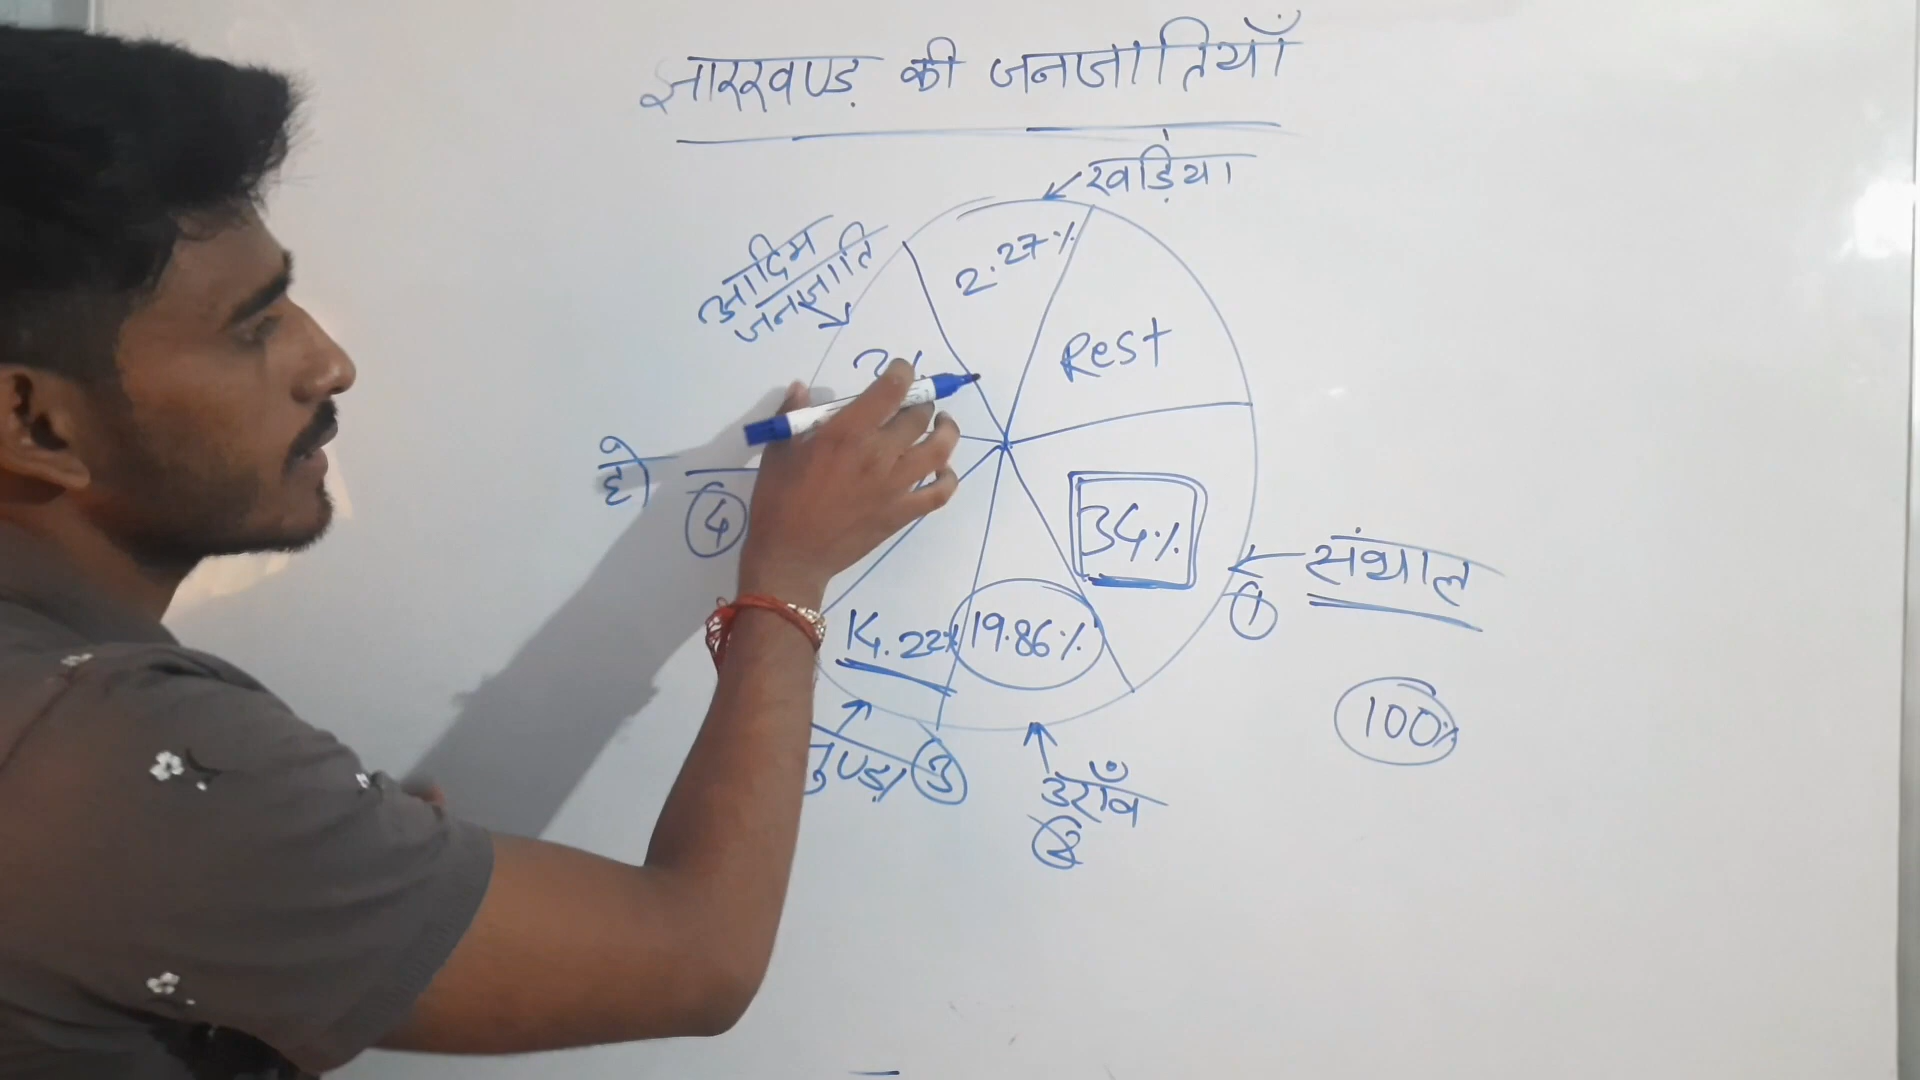 झारखण्ड की जनजातियाँ
खड़िया
2.27%
आदिम
जनजाति
Rest
हो
4
34%
संथाल
1
14.22%
19.86%
100%
3
उराँव
2